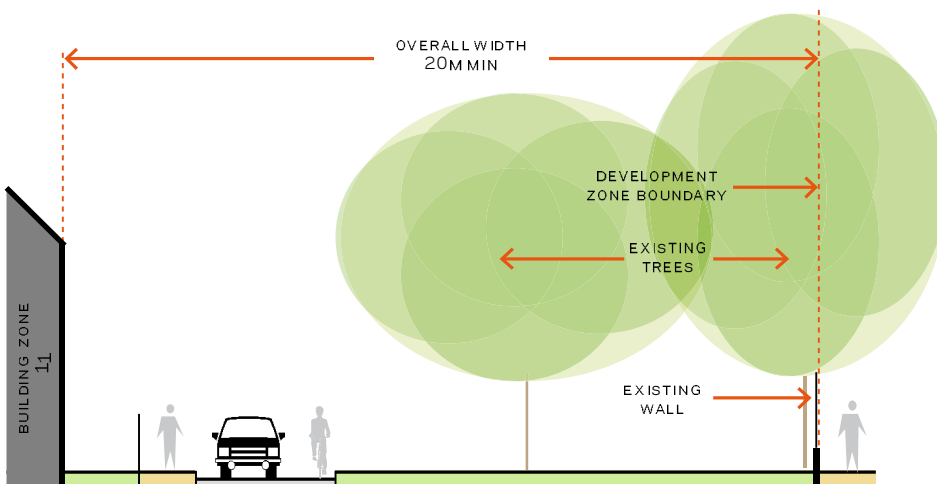 OVERALL WIDTH
20M MIN
DEVELOPMENT
ZONE BOUNDARY
EXISTING
TREES
EXISTING
WALL
BUILDING ZONE
11